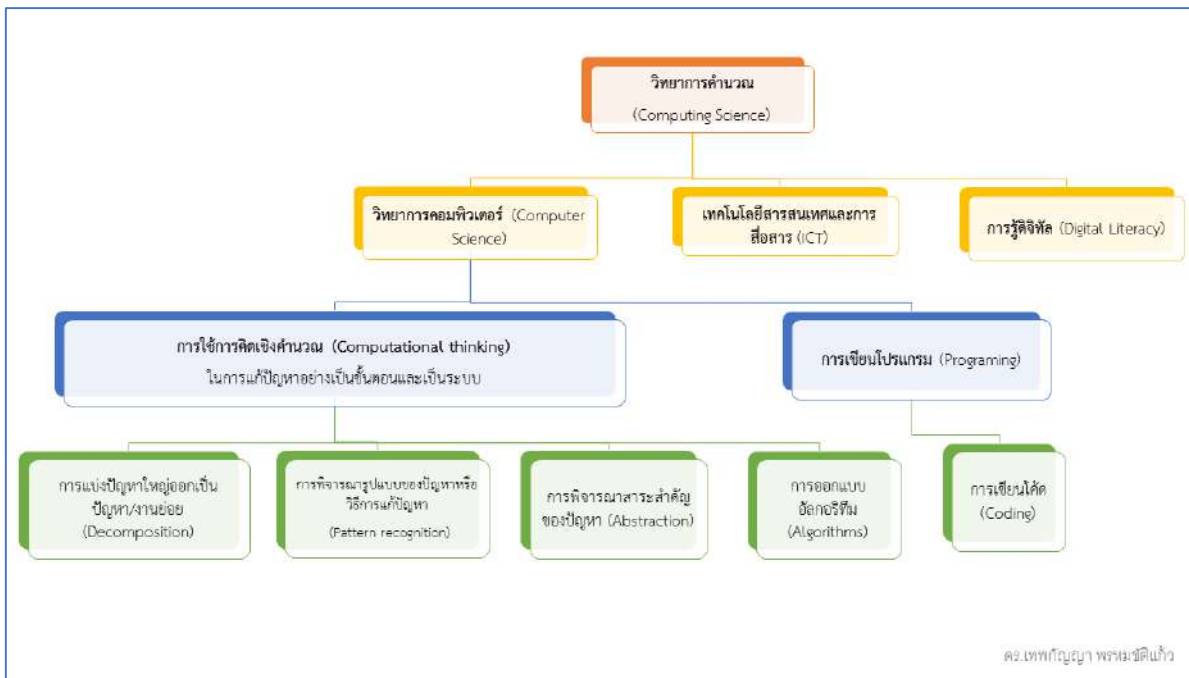 วิทยาการคำนวณ
(Computing Science)
วิทยาการคอมพิวเตอร์ (Computer
Science)
เทคโนโลยีสารสนเทศและการ
สื่อสาร (ICT)
การรู้ดิจิทัล (Digital Literacy)
การใช้การคิดเชิงคำนวณ (Computational thinking)
ในการแก้ปัญหาอย่างเป็นขั้นตอนและเป็นระบบ
การเขียนโปรแกรม (Programing)
การแบ่งปัญหาใหญ่ออกเป็น
ปัญหา/งานย่อย
(Decomposition)
การพิจารณารูปแบบของปัญหาหรือ
วิธีการแก้ปัญหา
(Pattern recognition)
การพิจารณาสาระสำคัญ
ของปัญหา (Abstraction)
การออกแบบ
อัลกอริทึม
(Algorithms)
การเขียนโค้ด
(Coding)
ดร.เทพกัญญา พรหมขัติแก้ว